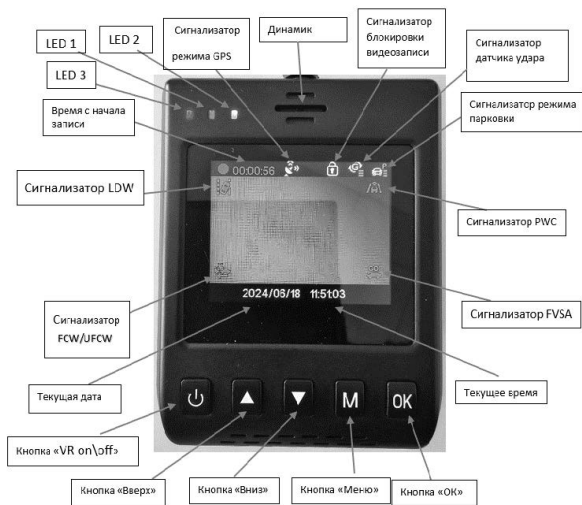 LED 1
LED 2
LED 3
Время с начала
записи
Сигнализатор
режима GPS
Динамик
Сигнализатор
блокировки
видеозаписи
Сигнализатор
датчика удара
Сигнализатор режима
парковки
00:00:56
Сигнализатор LDW
Сигнализатор PWC
2024/06/18 11:51:03
Сигнализатор
FCW/UFCW
Сигнализатор FVSA
Текущая дата
Текущее время
M
OK
Кнопка «VR on\off»
Кнопка «Вверх»
Кнопка «Вниз»
Кнопка «Меню»
Кнопка «ОК»